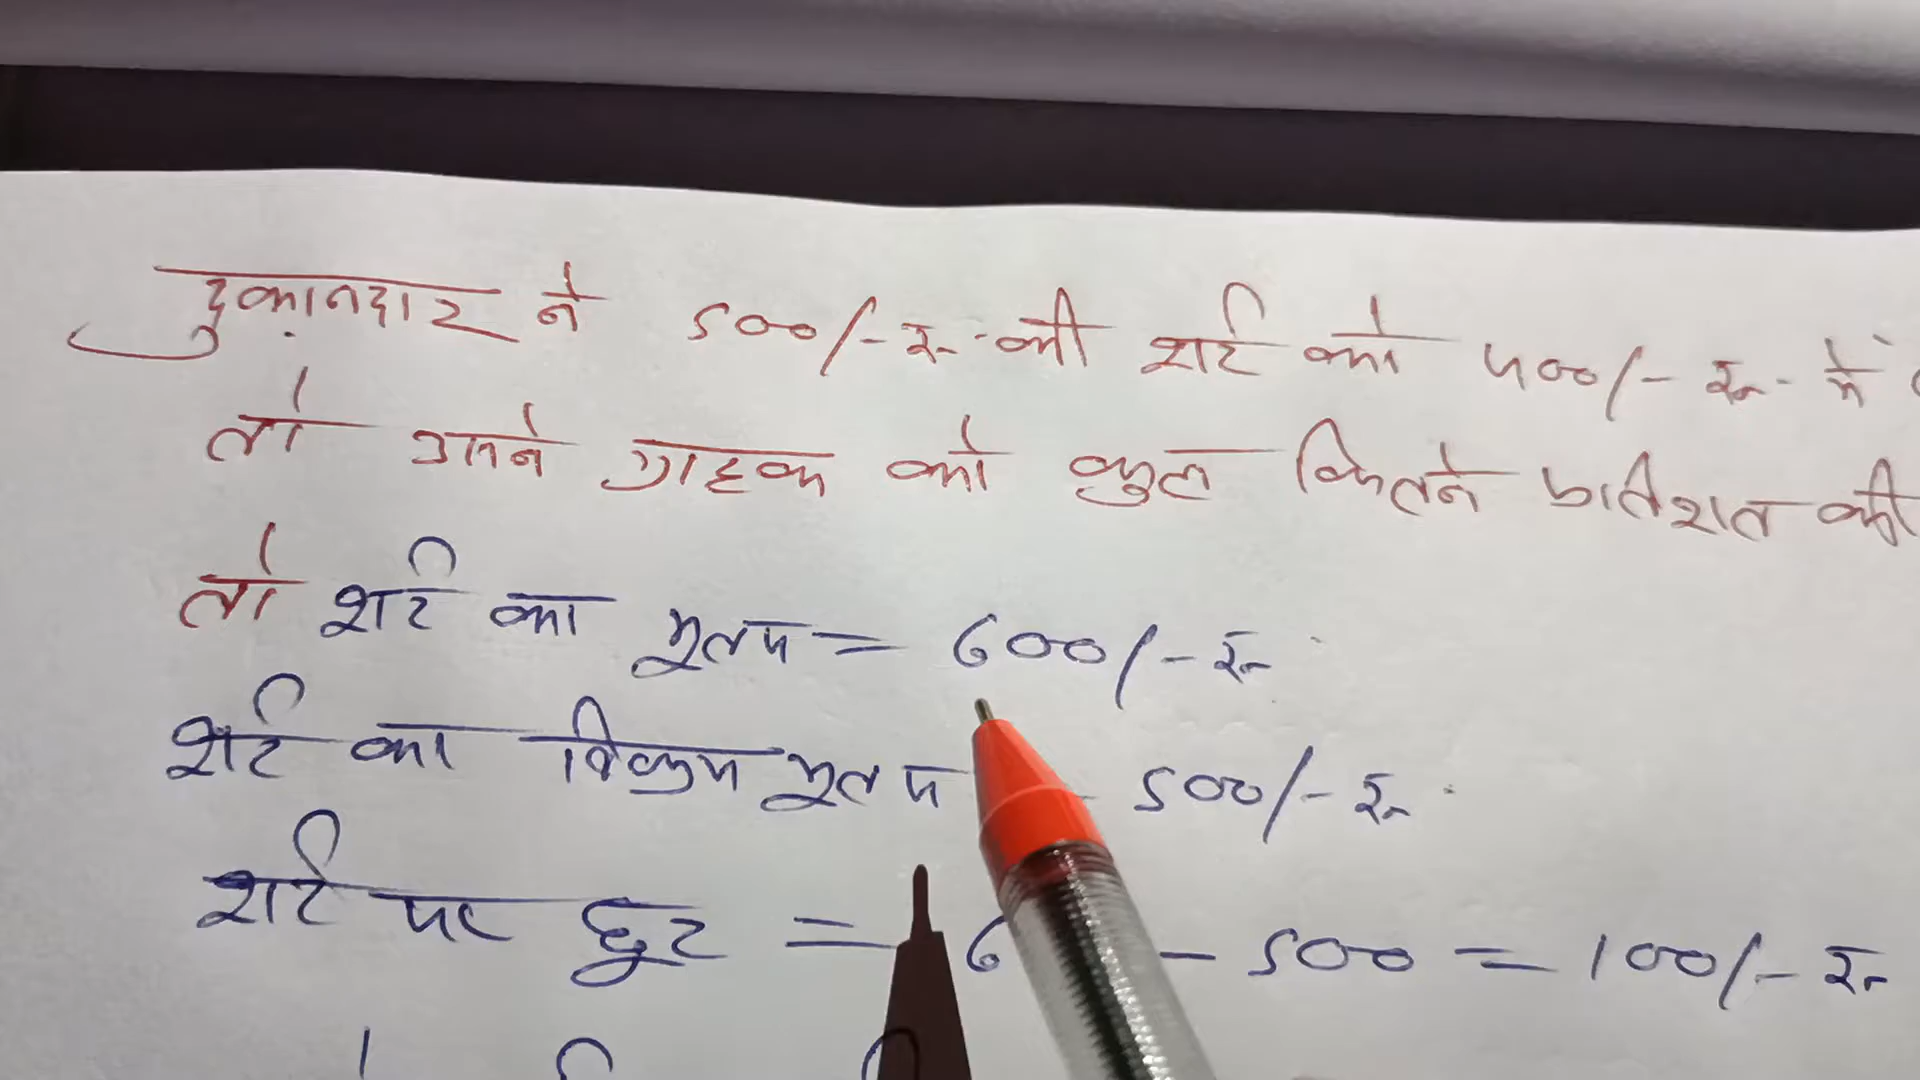 दुकानदार ने 500/- रू. की शर्ट को 400/- रू. में
तो उसने ग्राहक को कुल कितने प्रतिशत की
तो शर्ट का मूल्य = 600/- रू
शर्ट का विक्रय मूल्य 500/- रू.
शर्ट पर छूट = 6 - 500 = 100/- रू